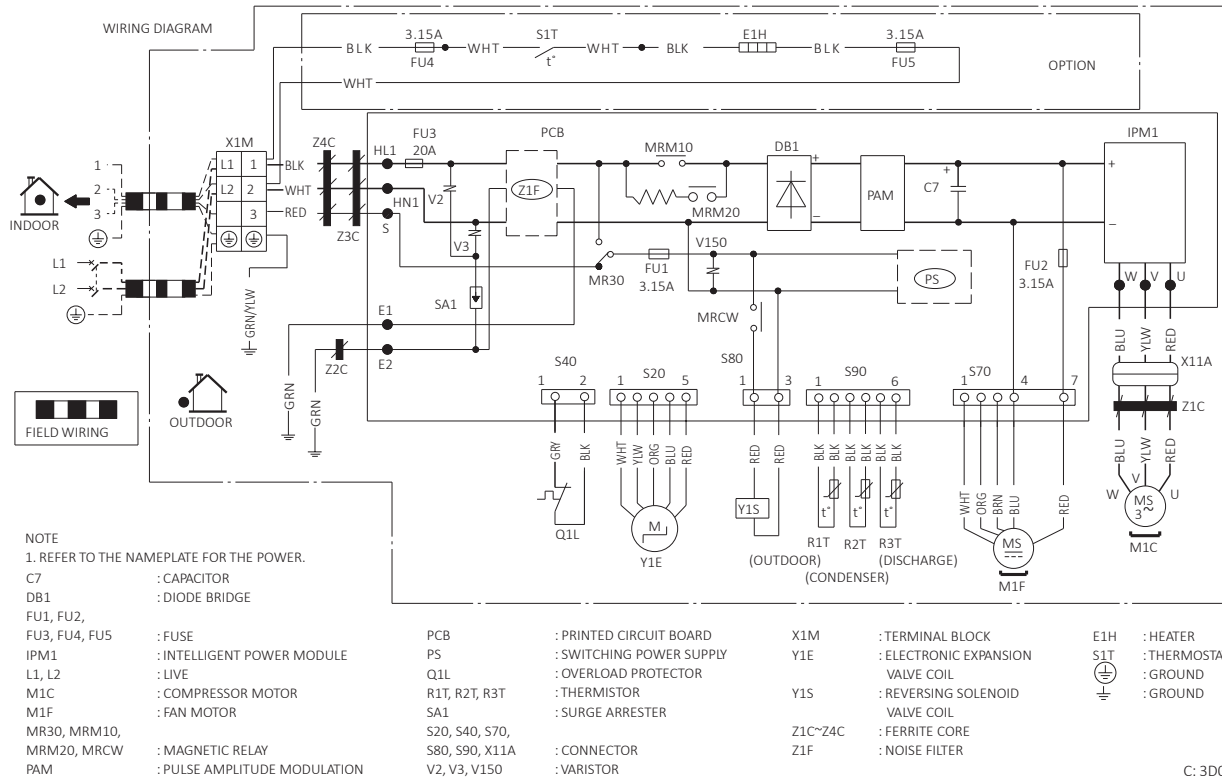 WIRING DIAGRAM
3.15A
S1T
E1H
3.15A
BLK
WHT
WHT
BLK
BLK
FU4
t°
FU5
WHT
OPTION
X1M
Z4C
HL1
FU3
20A
PCB
MRM10
DB1
IPM1
L1 1 BLK
L2 2 WHT
3 RED
1
2
3
INDOOR
Z3C
HN1
S
V2
Z1F
MRM20
PAM
+
-
+
C7
+
-
V3
L1
L2
GRN/YLW
SA1
MR30
FU1
3.15A
V150
PS
FU2
3.15A
W V U
E1
E2
Z2C
MRCW
BLU
YLW
RED
X11A
GRN
GRN
S40
1 2
S20
1 5
S80
1 3
S90
1 6
S70
1 4 7
Z1C
OUTDOOR
FIELD WIRING
GRY
BLK
WHT
YLW
ORG
BLU
RED
RED
RED
BLK
BLK
BLK
BLK
BLK
BLK
WHT
ORG
BRN
BLU
RED
BLU
YLW
RED
W
V
U
MS
3~
M1C
Q1L
M
Y1E
Y1S
t°
t°
t°
R1T
R2T
R3T
(OUTDOOR)
(DISCHARGE)
(CONDENSER)
MS
M1F
NOTE
1. REFER TO THE NAMEPLATE FOR THE POWER.
C7 : CAPACITOR
DB1 : DIODE BRIDGE
FU1, FU2,
FU3, FU4, FU5 : FUSE
IPM1 : INTELLIGENT POWER MODULE
L1, L2 : LIVE
M1C : COMPRESSOR MOTOR
M1F : FAN MOTOR
MR30, MRM10,
MRM20, MRCW : MAGNETIC RELAY
PAM : PULSE AMPLITUDE MODULATION
PCB : PRINTED CIRCUIT BOARD
PS : SWITCHING POWER SUPPLY
Q1L : OVERLOAD PROTECTOR
R1T, R2T, R3T : THERMISTOR
SA1 : SURGE ARRESTER
S20, S40, S70,
S80, S90, X11A : CONNECTOR
V2, V3, V150 : VARISTOR
X1M : TERMINAL BLOCK
Y1E : ELECTRONIC EXPANSION
VALVE COIL
Y1S : REVERSING SOLENOID
VALVE COIL
Z1C~Z4C : FERRITE CORE
Z1F : NOISE FILTER
E1H : HEATER
S1T : THERMOSTA
: GROUND
: GROUND
C: 3D0